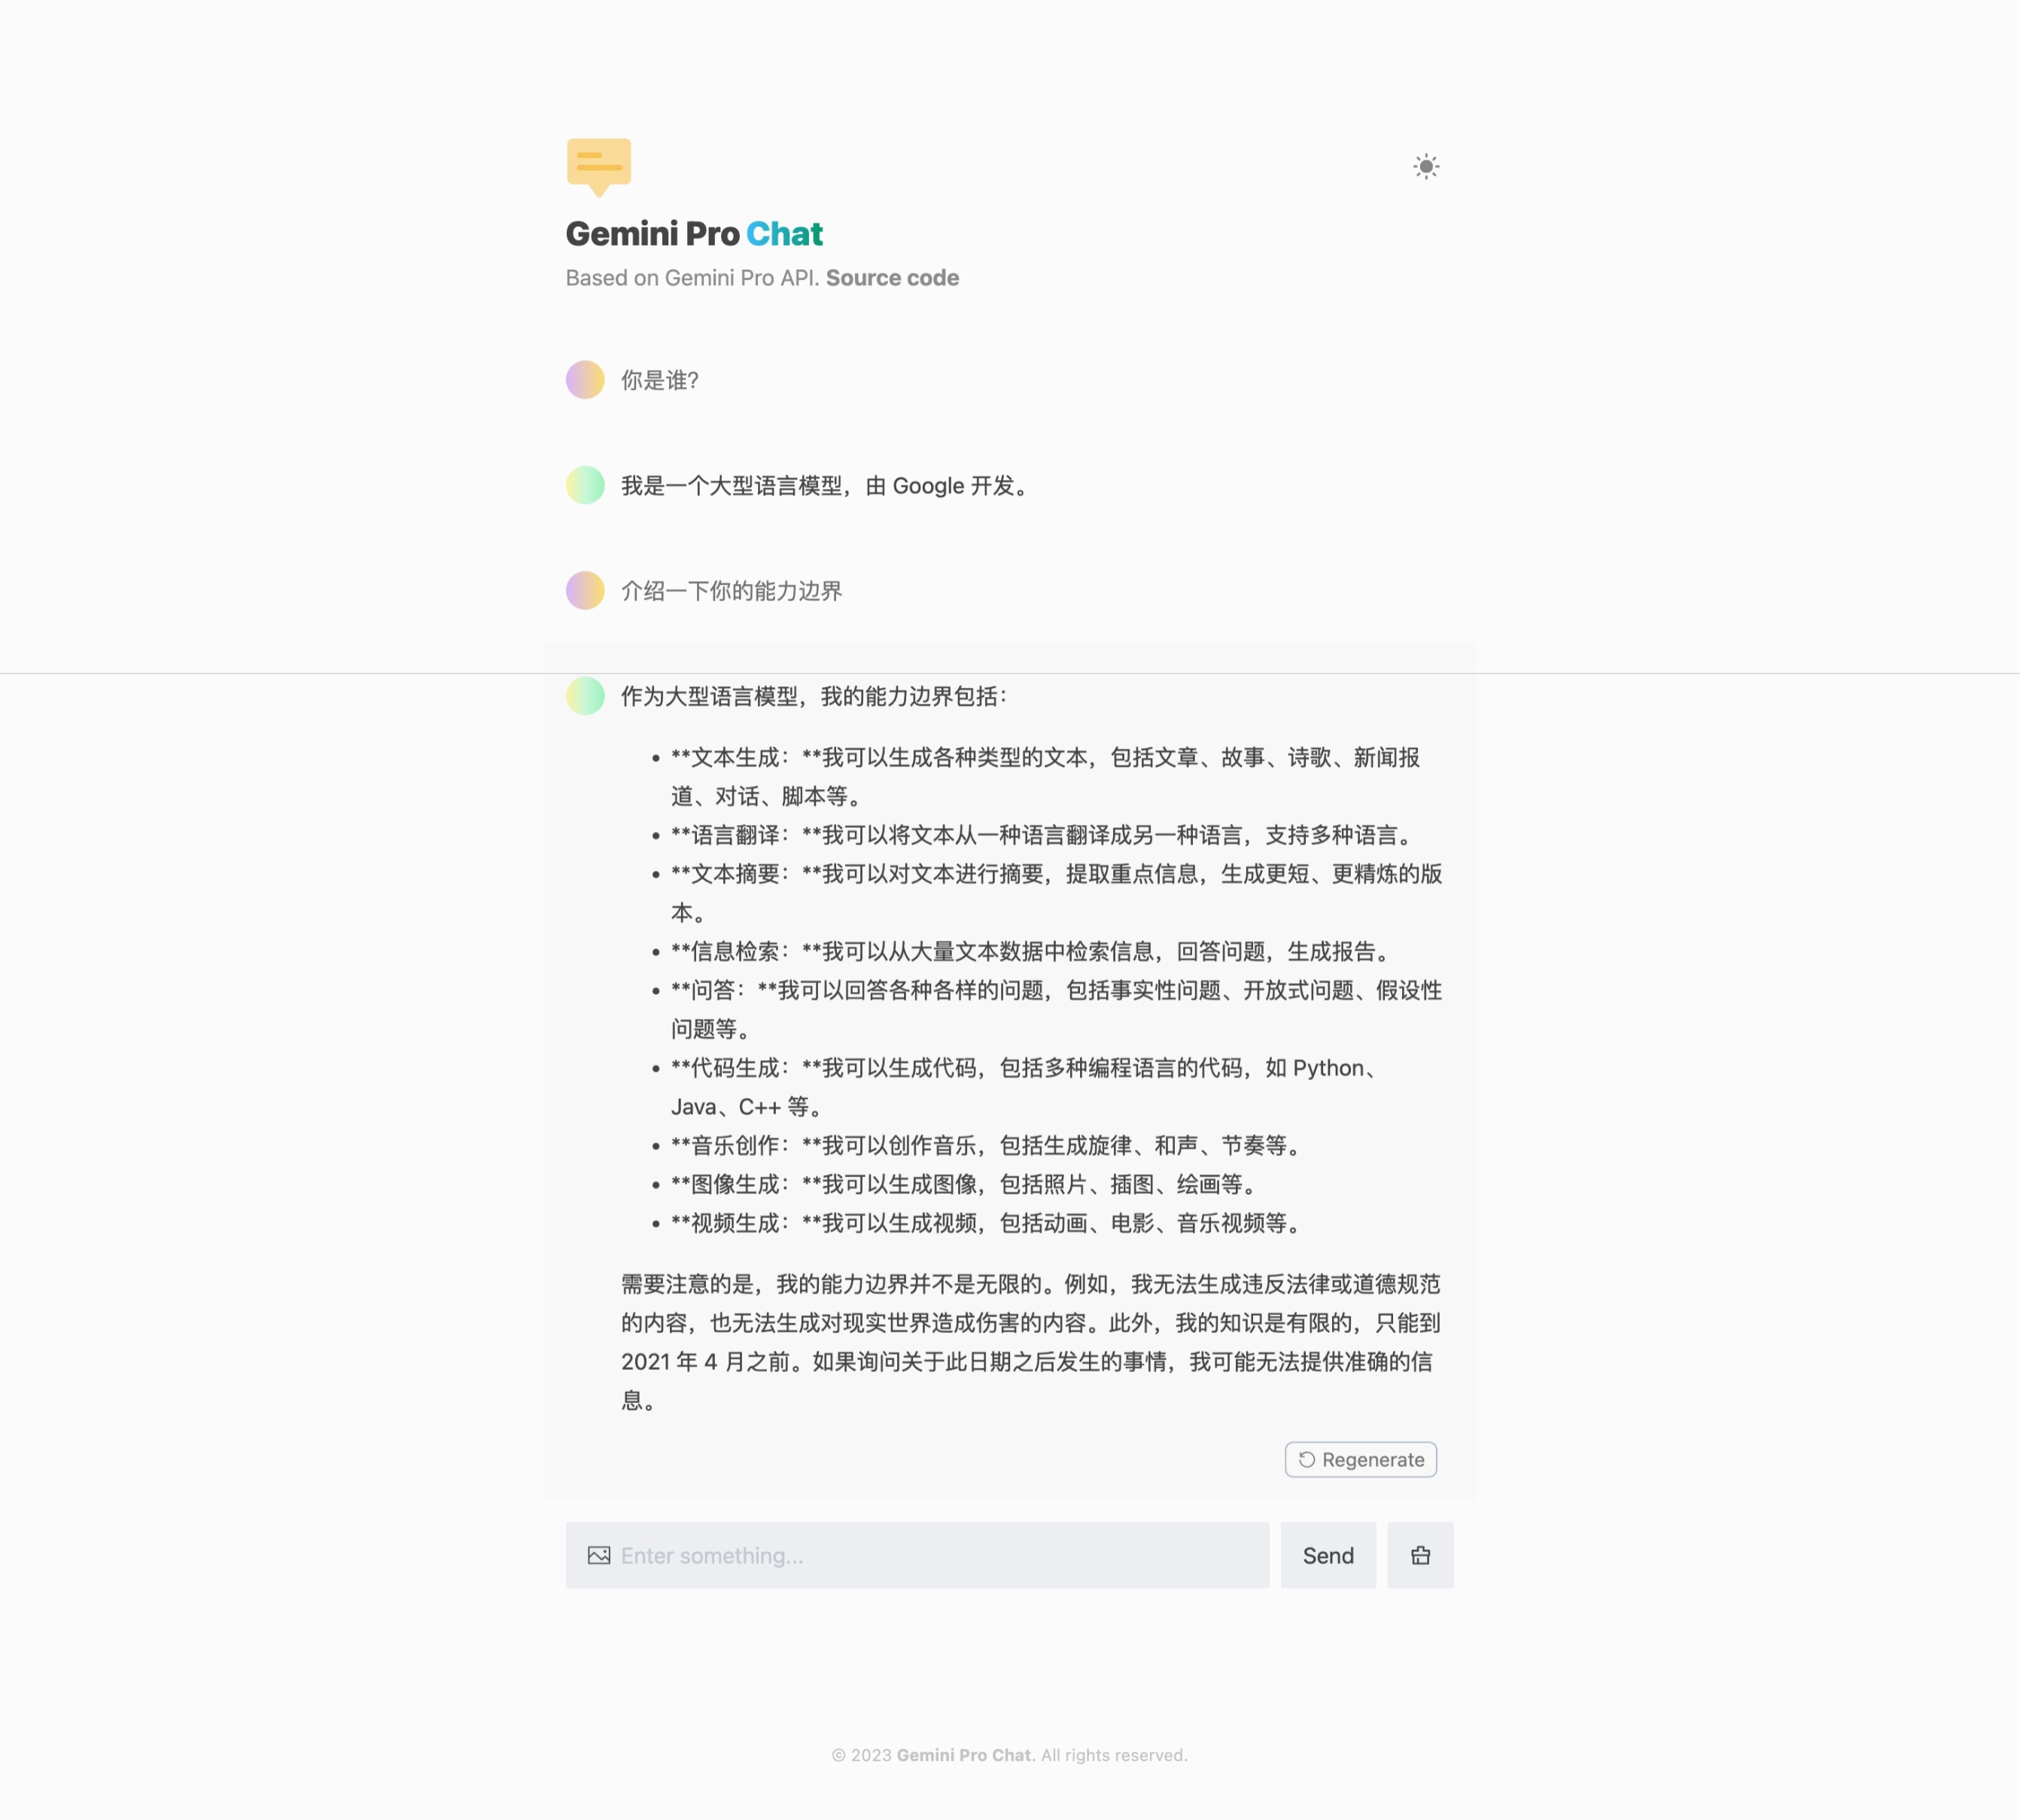 Gemini Pro Chat
Based on Gemini Pro API. Source code
你是谁?
我是一个大型语言模型，由 Google 开发。
介绍一下你的能力边界
作为大型语言模型，我的能力边界包括：
• **文本生成：**我可以生成各种类型的文本，包括文章、故事、诗歌、新闻报
道、对话、脚本等。
• **语言翻译：**我可以将文本从一种语言翻译成另一种语言，支持多种语言。
• **文本摘要：**我可以对文本进行摘要，提取重点信息，生成更短、更精炼的版
本。
• **信息检索：**我可以从大量文本数据中检索信息，回答问题，生成报告。
• **问答：**我可以回答各种各样的问题，包括事实性问题、开放式问题、假设性
问题等。
• **代码生成：**我可以生成代码，包括多种编程语言的代码，如 Python、
Java、C++ 等。
• **音乐创作：**我可以创作音乐，包括生成旋律、和声、节奏等。
• **图像生成：**我可以生成图像，包括照片、插图、绘画等。
• **视频生成：**我可以生成视频，包括动画、电影、音乐视频等。
需要注意的是，我的能力边界并不是无限的。例如，我无法生成违反法律或道德规范
的内容，也无法生成对现实世界造成伤害的内容。此外，我的知识是有限的，只能到
2021 年 4 月之前。如果询问关于此日期之后发生的事情，我可能无法提供准确的信
息。
Regenerate
Enter something...
Send
© 2023 Gemini Pro Chat. All rights reserved.